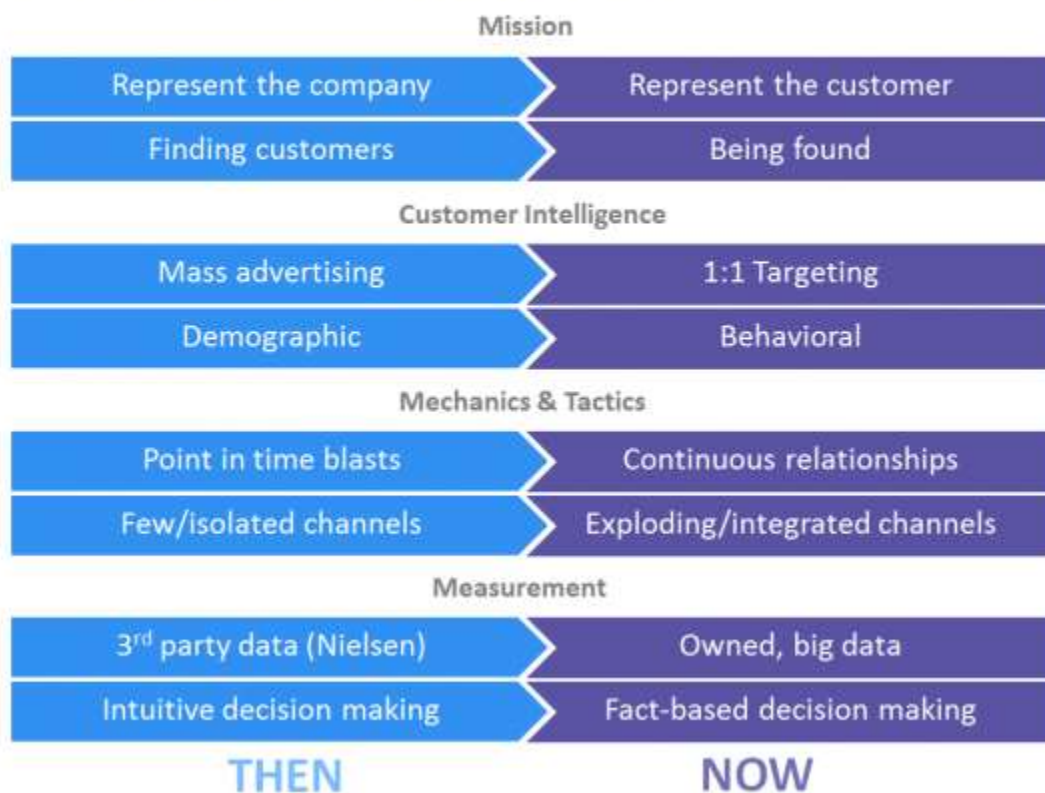 Mission
Represent the company
Represent the customer
Finding customers
Being found
Customer Intelligence
Mass advertising
1:1 Targeting
Demographic
Behavioral
Mechanics & Tactics
Point in time blasts
Continuous relationships
Few/isolated channels
Exploding/integrated channels
Measurement
3rd party data (Nielsen)
Owned, big data
Intuitive decision making
Fact-based decision making
THEN
NOW